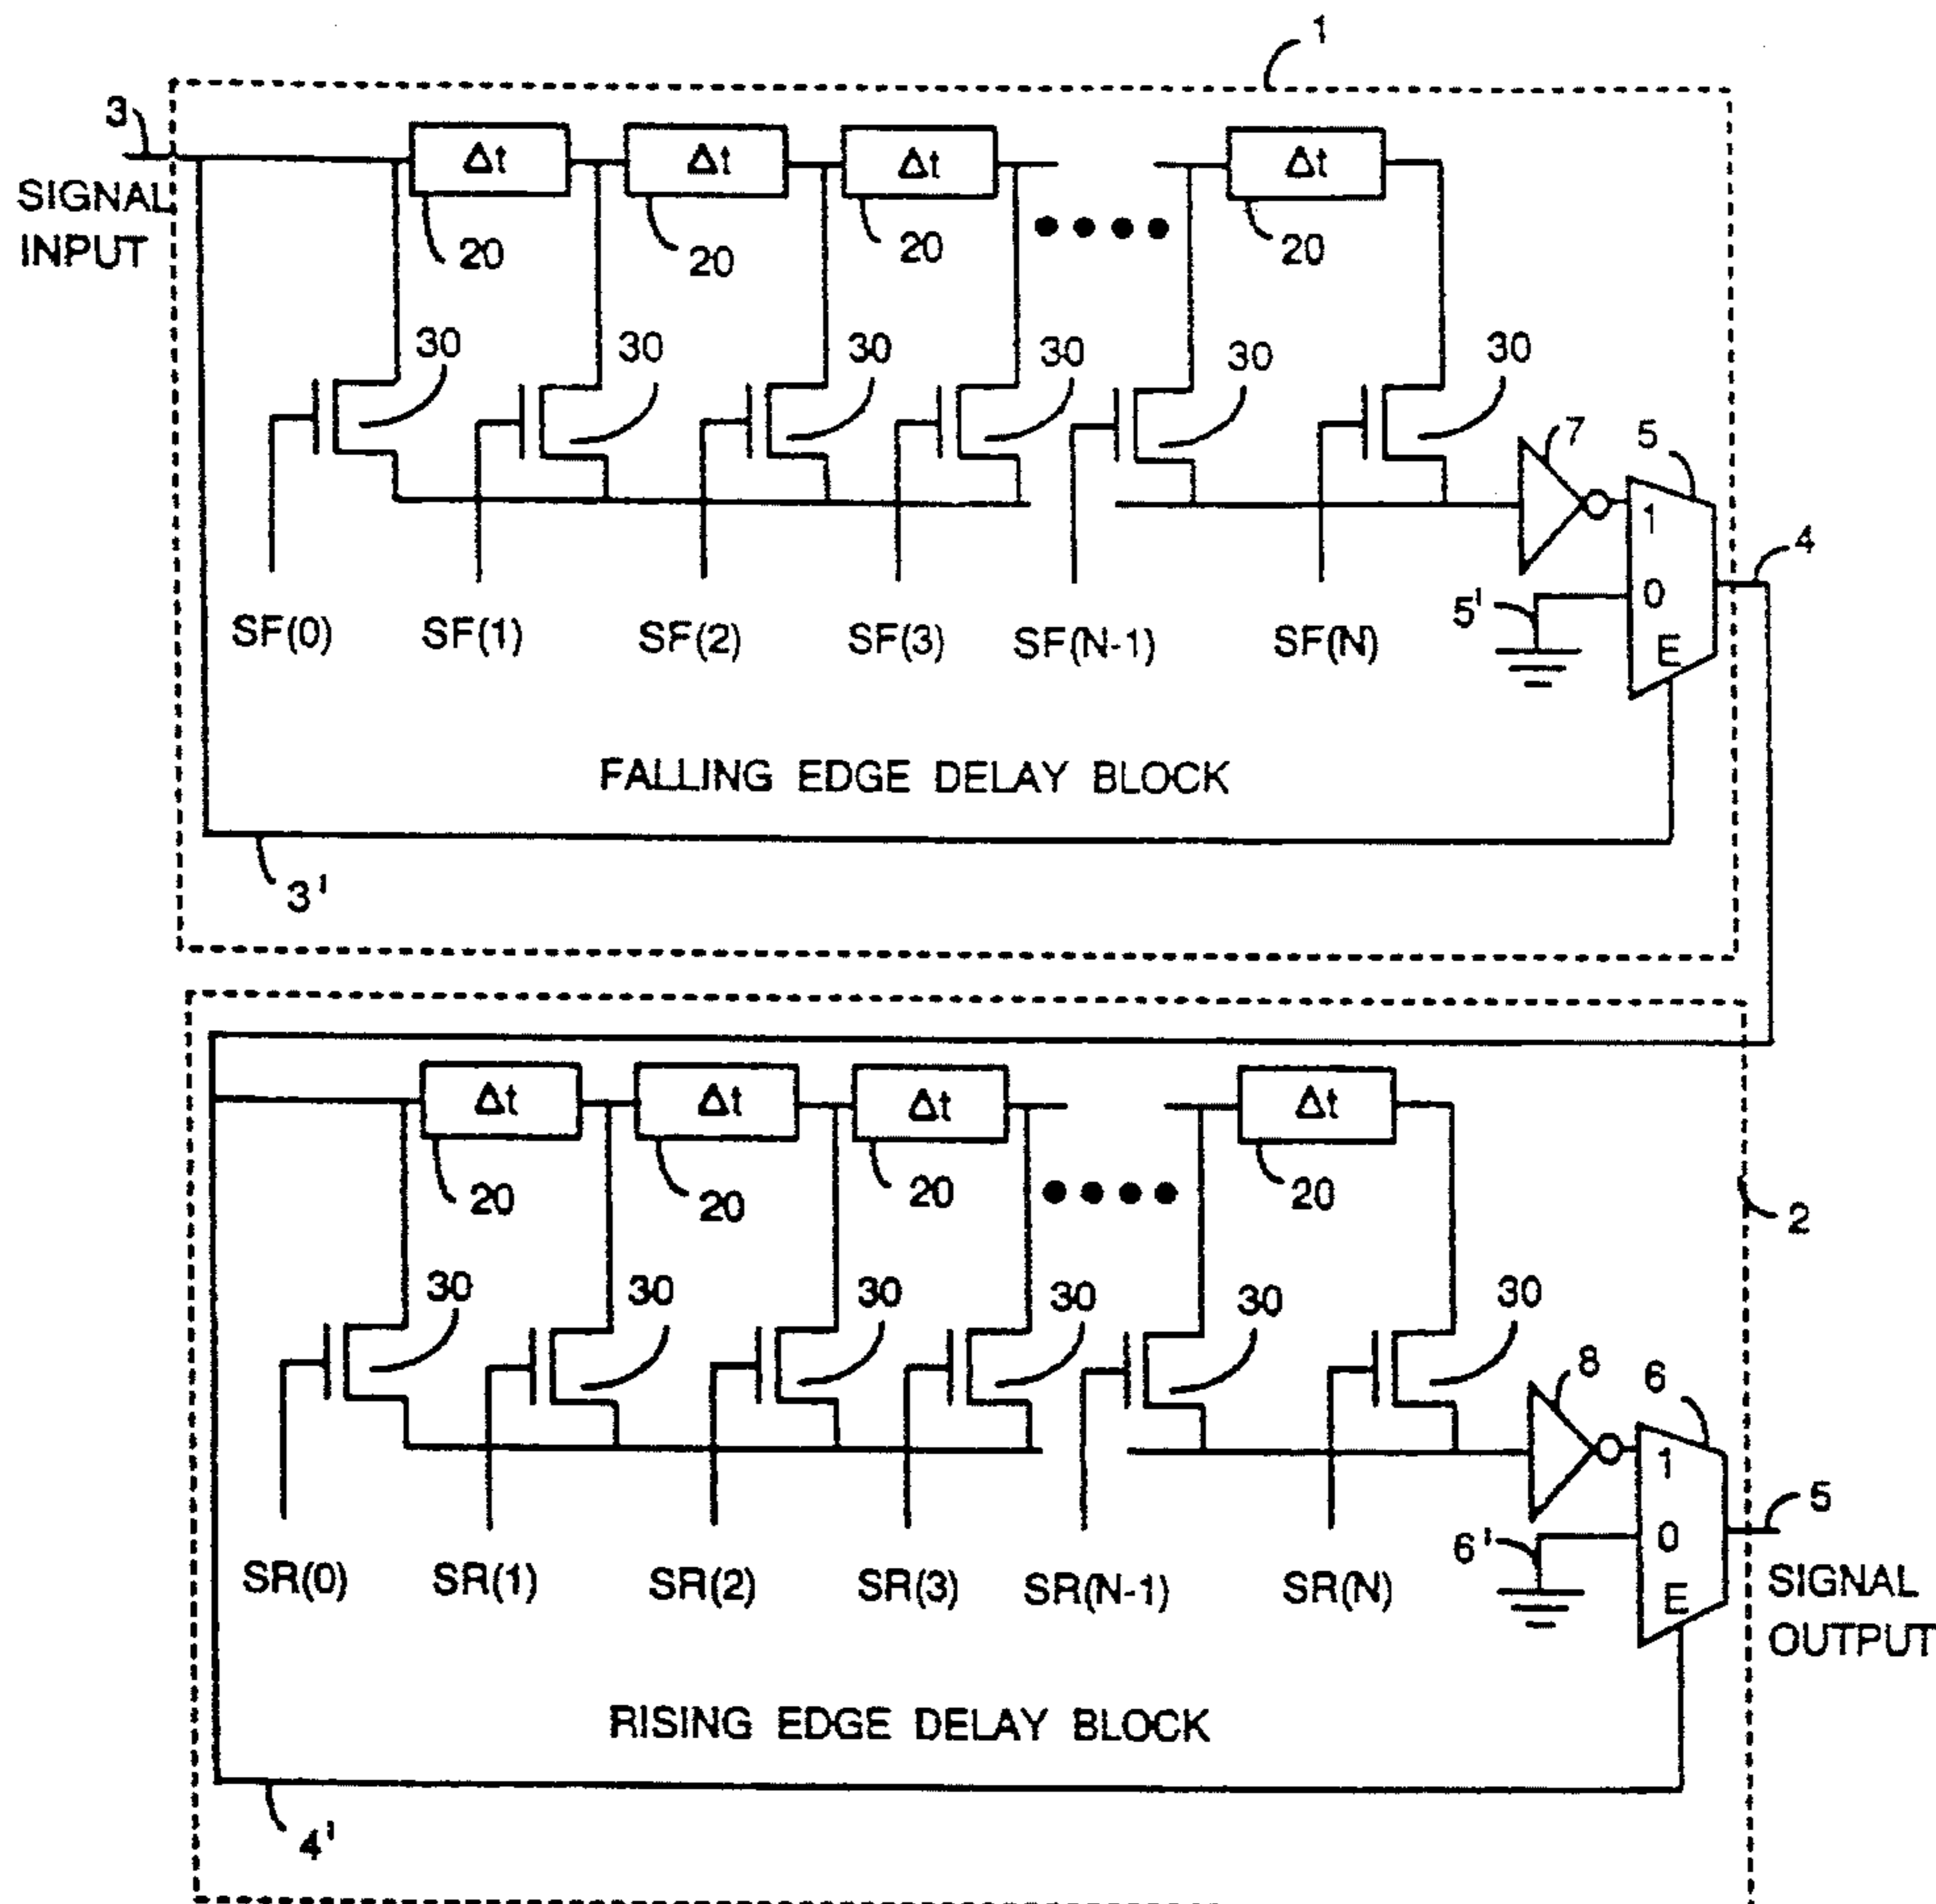 1
3
SIGNAL
INPUT
Δt Δt Δt Δt
20 20 20 20
30 30 30 30 30 30
7 5
1
0
E
4
5'
SF(0) SF(1) SF(2) SF(3) SF(N-1) SF(N)
FALLING EDGE DELAY BLOCK
3'
Δt Δt Δt Δt
20 20 20 20
2
30 30 30 30 30 30
8 6
1
0
E
5
6'
SR(0) SR(1) SR(2) SR(3) SR(N-1) SR(N)
SIGNAL
OUTPUT
RISING EDGE DELAY BLOCK
4'